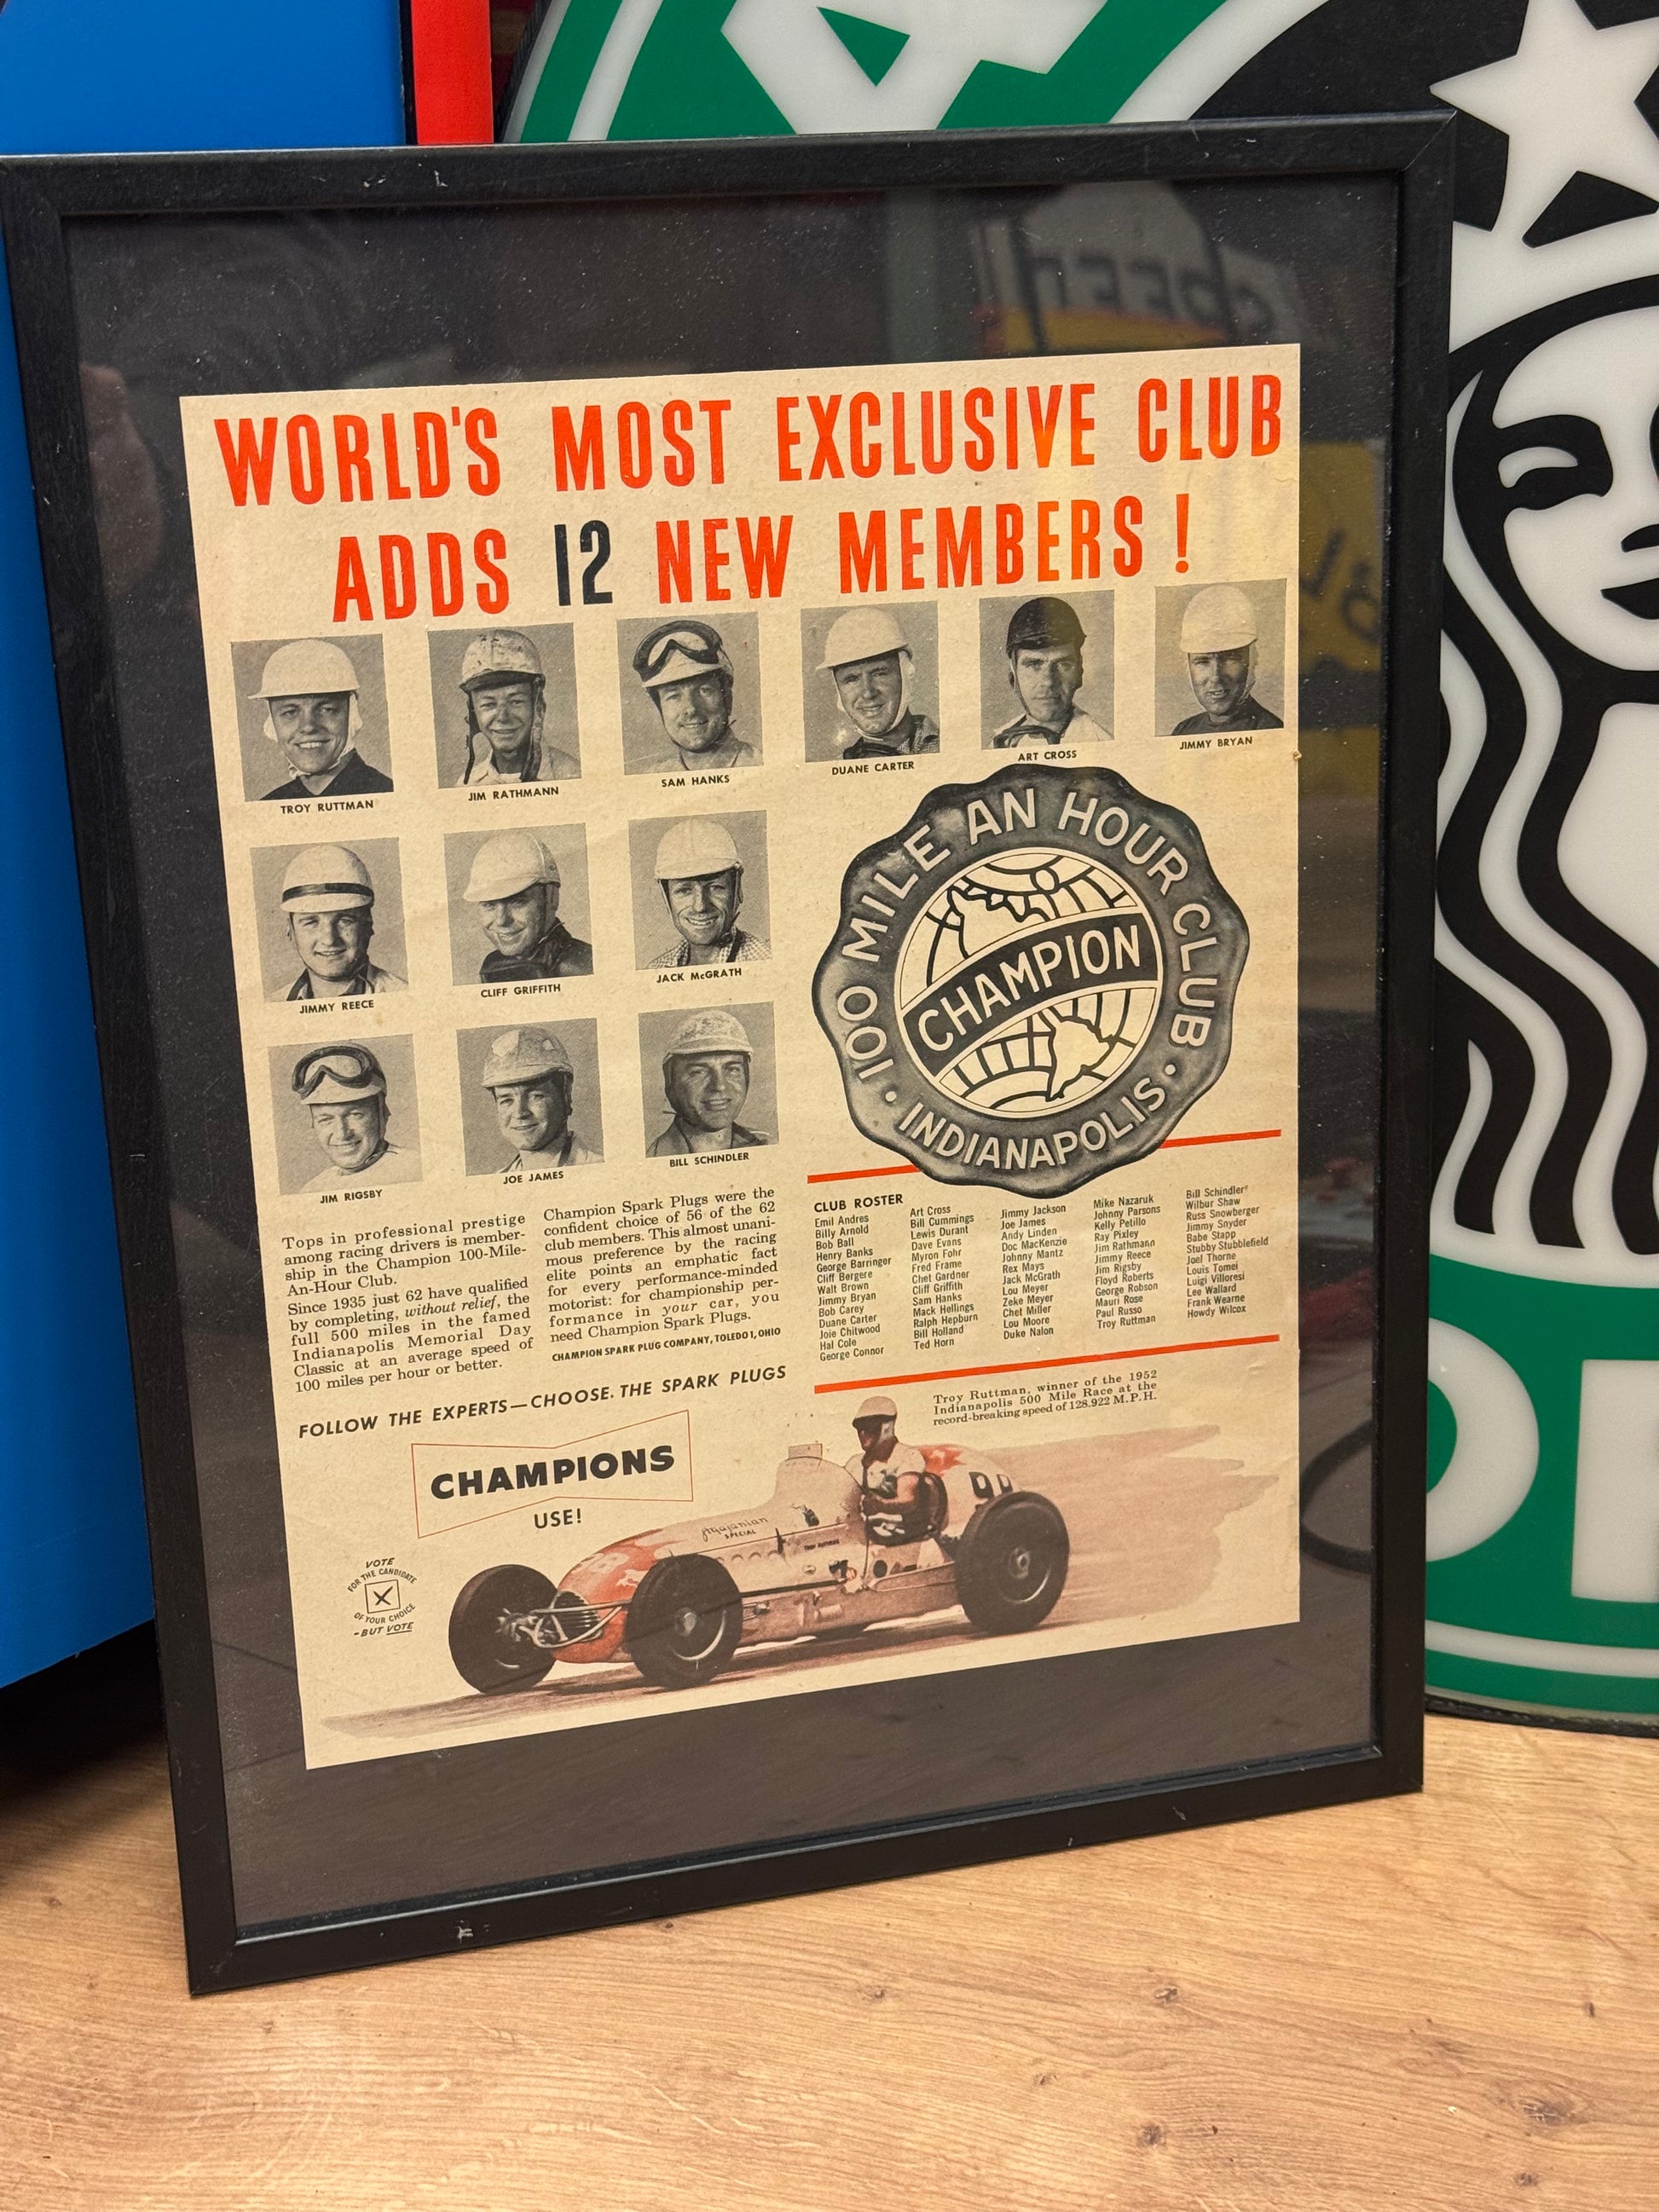 WORLD'S MOST EXCLUSIVE CLUB
ADDS 12 NEW MEMBERS!
TROY RUTTMAN
JIM RATHMANN
SAM HANKS
DUANE CARTER
ART CROSS
JIMMY BRYAN
JIMMY REECE
CLIFF GRIFFITH
JACK McGRATH
JIM RIGSBY
JOE JAMES
BILL SCHINDLER
100 MILE AN HOUR CLUB
CHAMPION
• INDIANAPOLIS •
Tops in professional prestige
among racing drivers is member-
ship in the Champion 100-Mile-
An-Hour Club.
Since 1935 just 62 have qualified
by completing, without relief, the
full 500 miles in the famed
Indianapolis Memorial Day
Classic at an average speed of
100 miles per hour or better.
Champion Spark Plugs were the
confident choice of 56 of the 62
club members. This almost unani-
mous preference by the racing
elite points an emphatic fact
for every performance-minded
motorist: for championship per-
formance in your car, you
need Champion Spark Plugs.
CHAMPION SPARK PLUG COMPANY, TOLEDO 1, OHIO
CLUB ROSTER
Emil Andres
Billy Arnold
Bob Ball
Henry Banks
George Barringer
Cliff Bergere
Walt Brown
Jimmy Bryan
Bob Carey
Duane Carter
Joie Chitwood
Hal Cole
George Connor
Art Cross
Bill Cummings
Lewis Durant
Dave Evans
Myron Fohr
Fred Frame
Chet Gardner
Cliff Griffith
Sam Hanks
Mack Hellings
Ralph Hepburn
Bill Holland
Ted Horn
Jimmy Jackson
Joe James
Andy Linden
Doc MacKenzie
Johnny Mantz
Rex Mays
Jack McGrath
Lou Meyer
Zeke Meyer
Chet Miller
Lou Moore
Duke Nalon
Mike Nazaruk
Johnny Parsons
Kelly Petillo
Ray Pixley
Jim Rathmann
Jimmy Reece
Jim Rigsby
Floyd Roberts
George Robson
Mauri Rose
Paul Russo
Troy Ruttman
Bill Schindler
Wilbur Shaw
Russ Snowberger
Jimmy Snyder
Babe Stapp
Stubby Stubblefield
Joel Thorne
Louis Tomei
Luigi Villoresi
Lee Wallard
Frank Wearne
Howdy Wilcox
FOLLOW THE EXPERTS—CHOOSE. THE SPARK PLUGS
CHAMPIONS
USE!
Troy Ruttman, winner of the 1952
Indianapolis 500 Mile Race at the
record-breaking speed of 128.922 M.P.H.
VOTE
FOR THE CANDIDATE
OF YOUR CHOICE
-BUT VOTE
98
Agajanian
SPECIAL
TROY RUTTMAN